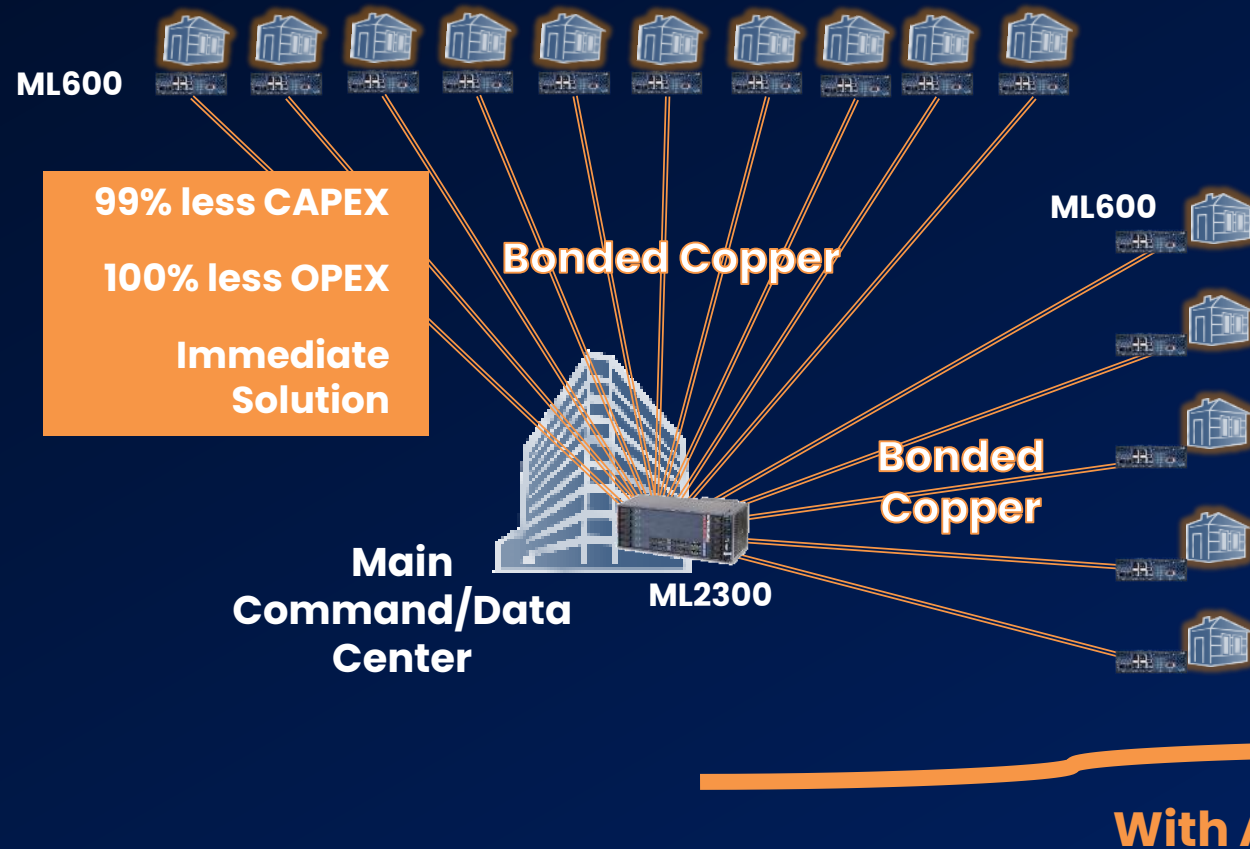 ML600
99% less CAPEX
100% less OPEX
Immediate
Solution
Bonded Copper
ML600
Bonded
Copper
Main
Command/Data
Center
ML2300
With